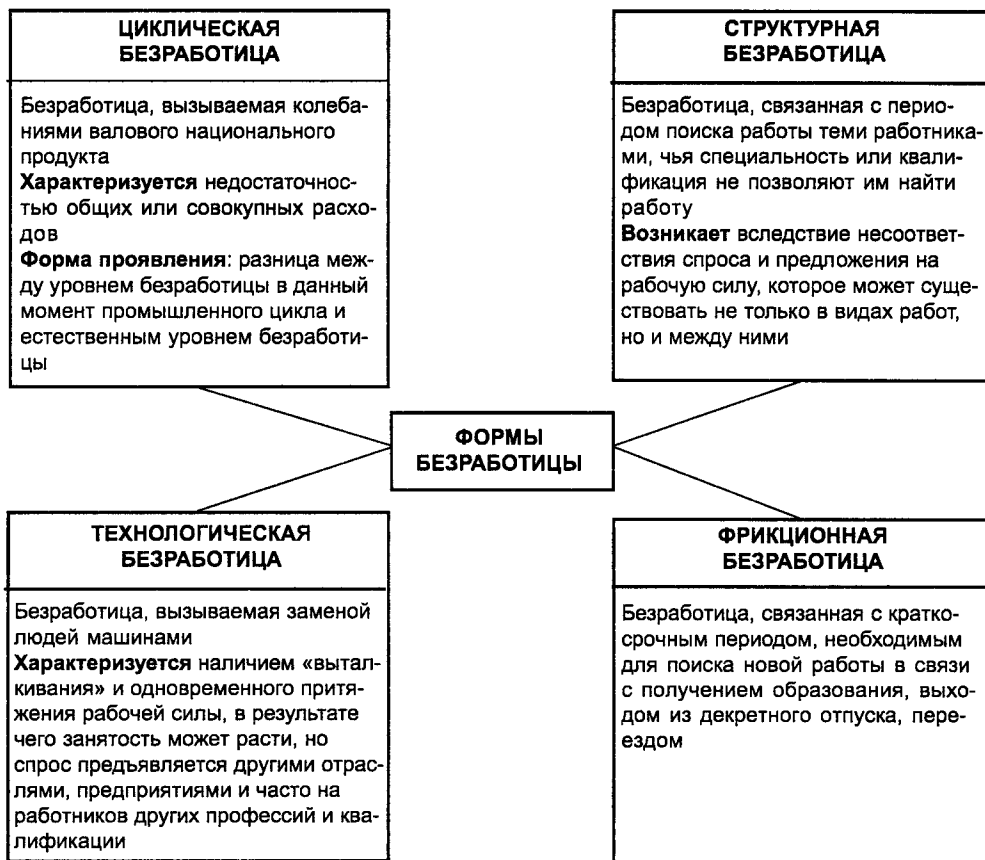 ЦИКЛИЧЕСКАЯ
БЕЗРАБОТИЦА
Безработица, вызываемая колеба-
ниями валового национального
продукта
Характеризуется недостаточнос-
тью общих или совокупных расхо-
дов
Форма проявления: разница меж-
ду уровнем безработицы в данный
момент промышленного цикла и
естественным уровнем безработи-
цы
СТРУКТУРНАЯ
БЕЗРАБОТИЦА
Безработица, связанная с перио-
дом поиска работы теми работника-
ми, чья специальность или квали-
фикация не позволяют им найти
работу
Возникает вследствие несоответ-
ствия спроса и предложения на
рабочую силу, которое может суще-
ствовать не только в видах работ,
но и между ними
ФОРМЫ
БЕЗРАБОТИЦЫ
ТЕХНОЛОГИЧЕСКАЯ
БЕЗРАБОТИЦА
Безработица, вызываемая заменой
людей машинами
Характеризуется наличием «вытал-
кивания» и одновременного притя-
жения рабочей силы, в результате
чего занятость может расти, но
спрос предъявляется другими отрас-
лями, предприятиями и часто на
работников других профессий и ква-
лификации
ФРИКЦИОННАЯ
БЕЗРАБОТИЦА
Безработица, связанная с кратко-
срочным периодом, необходимым
для поиска новой работы в связи
с получением образования, выхо-
дом из декретного отпуска, пере-
ездом